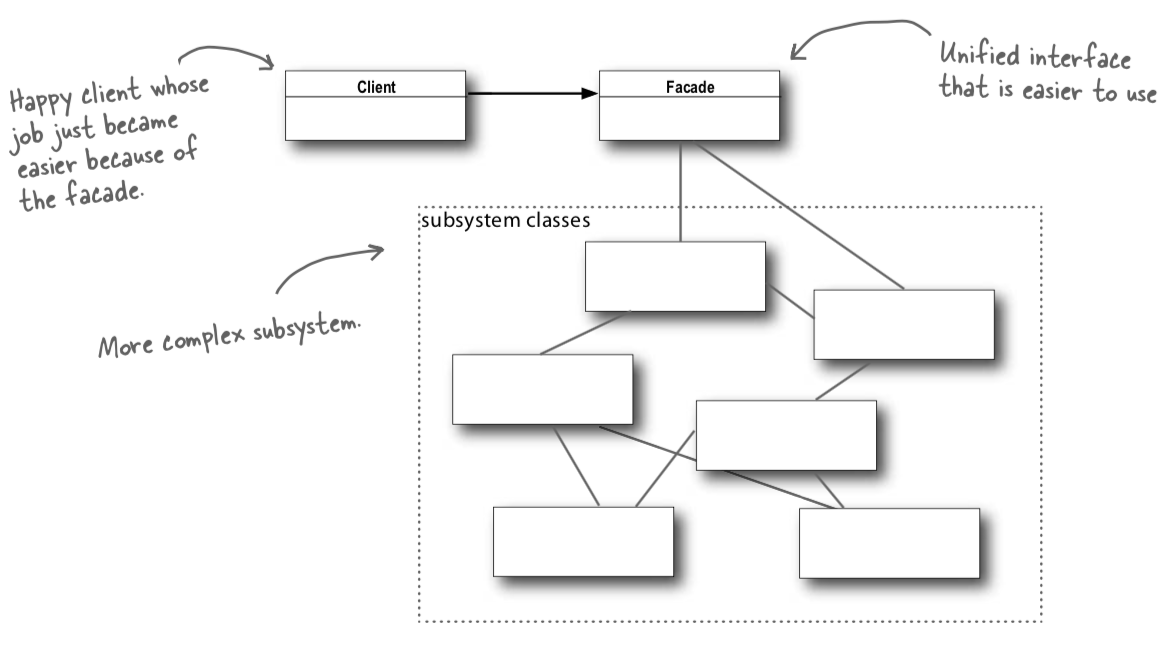 Happy client whose
job just became
easier because of
the facade.
Client
Facade
Unified interface
that is easier to use
subsystem classes
More complex subsystem.